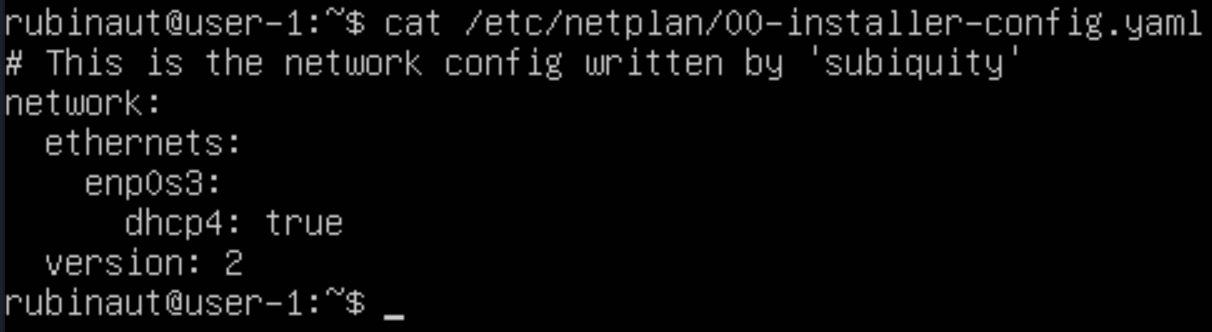 rubinaut@user-1:~$ cat /etc/netplan/00-installer-config.yaml
# This is the network config written by 'subiquity'
network:
  ethernets:
    enp0s3:
      dhcp4: true
  version: 2
rubinaut@user-1:~$ _